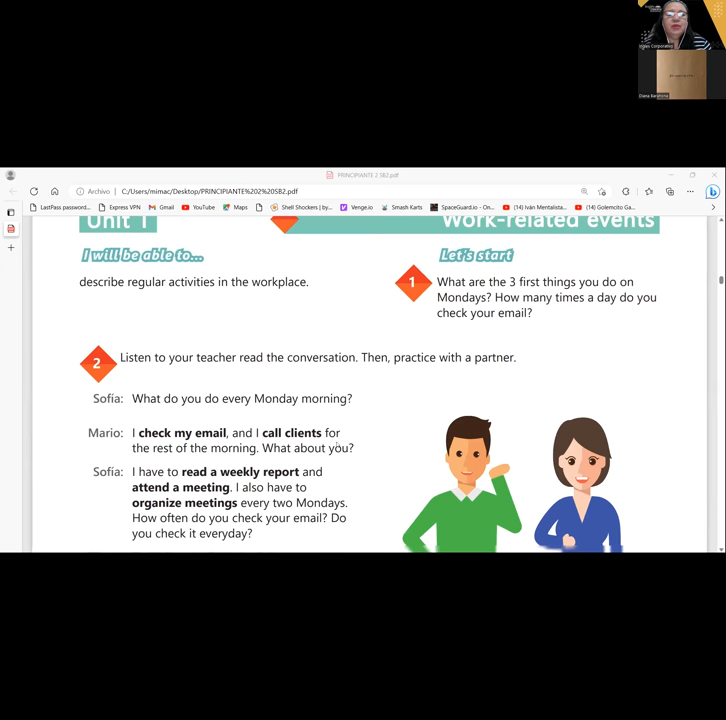 Ingles Corporativo
Diana Barahona
PRINCIPIANTE 2 SB2.pdf
Archivo | C:/Users/mimac/Desktop/PRINCIPIANTE%202%20SB2.pdf
LastPass password... Express VPN Gmail YouTube Maps Shell Shockers | by... Venge.io Smash Karts SpaceGuard.io - On... (14) Iván Mentalista... (14) Golemcito Ga...
Unit 1 Work-related events
I will be able to... Let's start
describe regular activities in the workplace.
1 What are the 3 first things you do on
Mondays? How many times a day do you
check your email?
2 Listen to your teacher read the conversation. Then, practice with a partner.
Sofía: What do you do every Monday morning?
Mario: I check my email, and I call clients for
the rest of the morning. What about you?
Sofía: I have to read a weekly report and
attend a meeting. I also have to
organize meetings every two Mondays.
How often do you check your email? Do
you check it everyday?